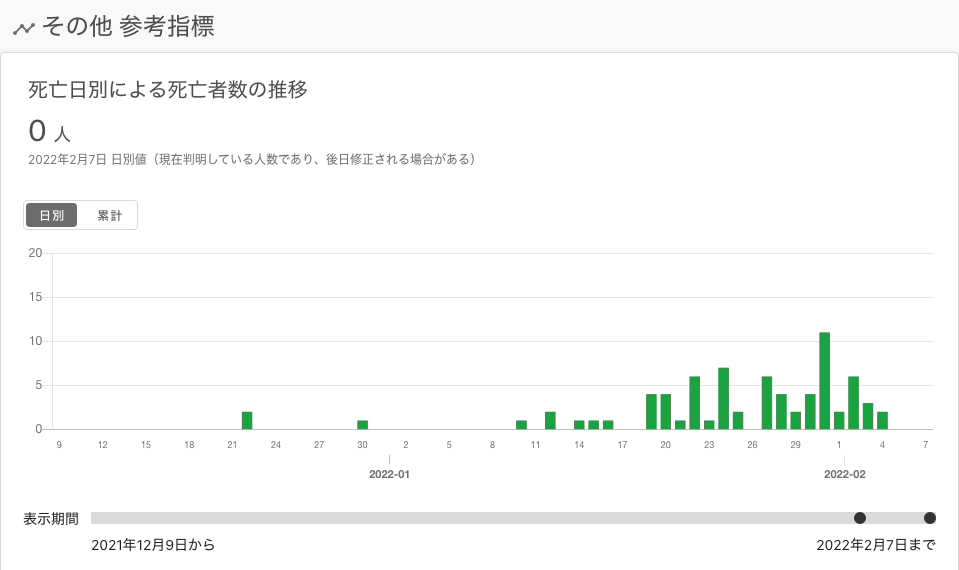 その他 参考指標
死亡日別による死亡者数の推移
0 人
2022年2月7日 日別値（現在判明している人数であり、後日修正される場合がある）
日別 累計
20
15
10
5
0
9 12 15 18 21 24 27 30 2 5 8 11 14 17 20 23 26 29 1 4 7
2022-01 2022-02
表示期間
2021年12月9日から 2022年2月7日まで